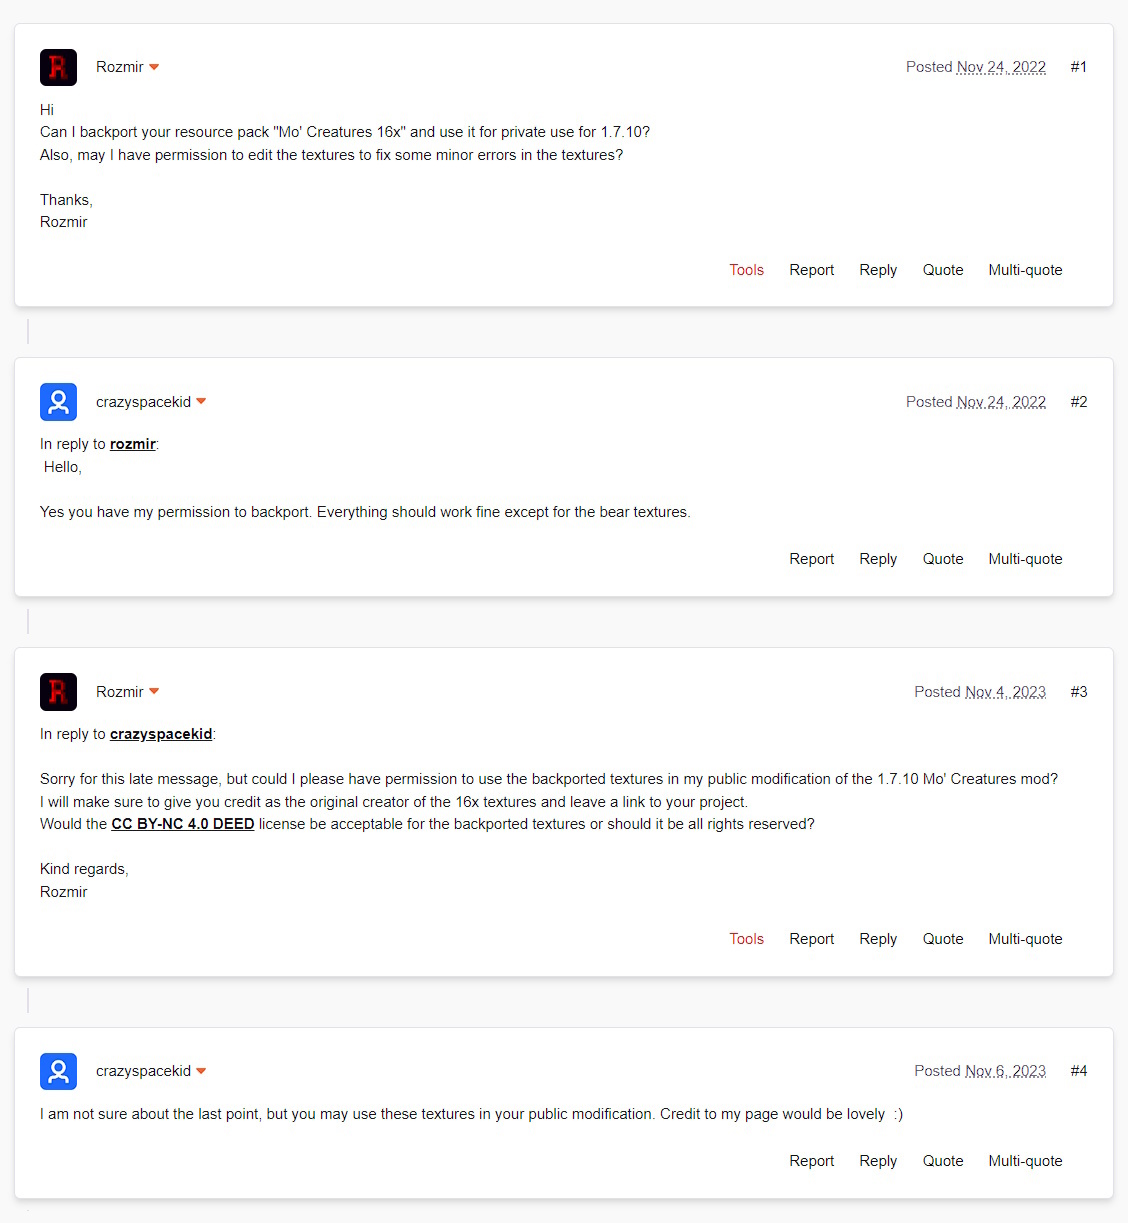 R
Rozmir
Posted Nov 24, 2022 #1
Hi
Can I backport your resource pack "Mo' Creatures 16x" and use it for private use for 1.7.10?
Also, may I have permission to edit the textures to fix some minor errors in the textures?
Thanks,
Rozmir
Tools Report Reply Quote Multi-quote
crazyspacekid
Posted Nov 24, 2022 #2
In reply to rozmir:
Hello,
Yes you have my permission to backport. Everything should work fine except for the bear textures.
Report Reply Quote Multi-quote
R
Rozmir
Posted Nov 4, 2023 #3
In reply to crazyspacekid:
Sorry for this late message, but could I please have permission to use the backported textures in my public modification of the 1.7.10 Mo' Creatures mod?
I will make sure to give you credit as the original creator of the 16x textures and leave a link to your project.
Would the CC BY-NC 4.0 DEED license be acceptable for the backported textures or should it be all rights reserved?
Kind regards,
Rozmir
Tools Report Reply Quote Multi-quote
crazyspacekid
Posted Nov 6, 2023 #4
I am not sure about the last point, but you may use these textures in your public modification. Credit to my page would be lovely :)
Report Reply Quote Multi-quote